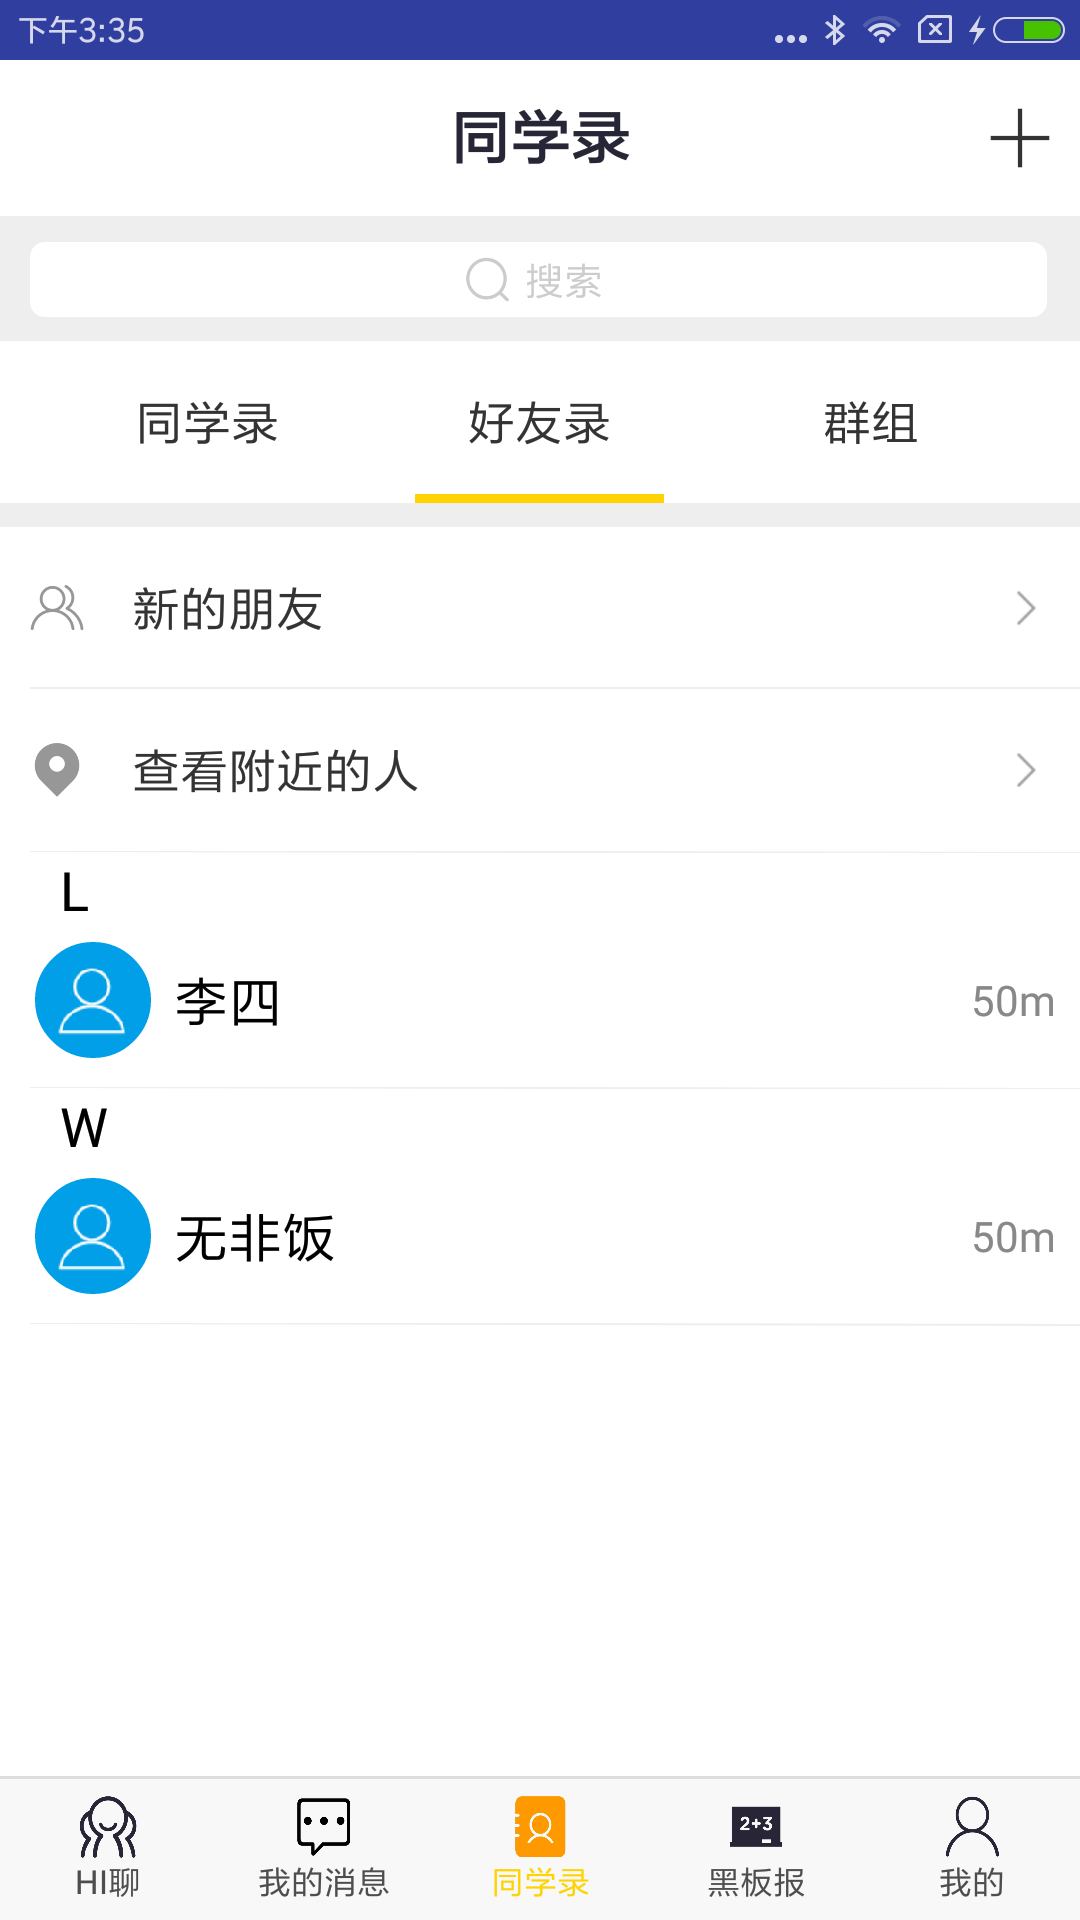 下午3:35
同学录
搜索
同学录 好友录 群组
新的朋友
查看附近的人
L
李四 50m
W
无非饭 50m
2+3
HI聊 我的消息 同学录 黑板报 我的